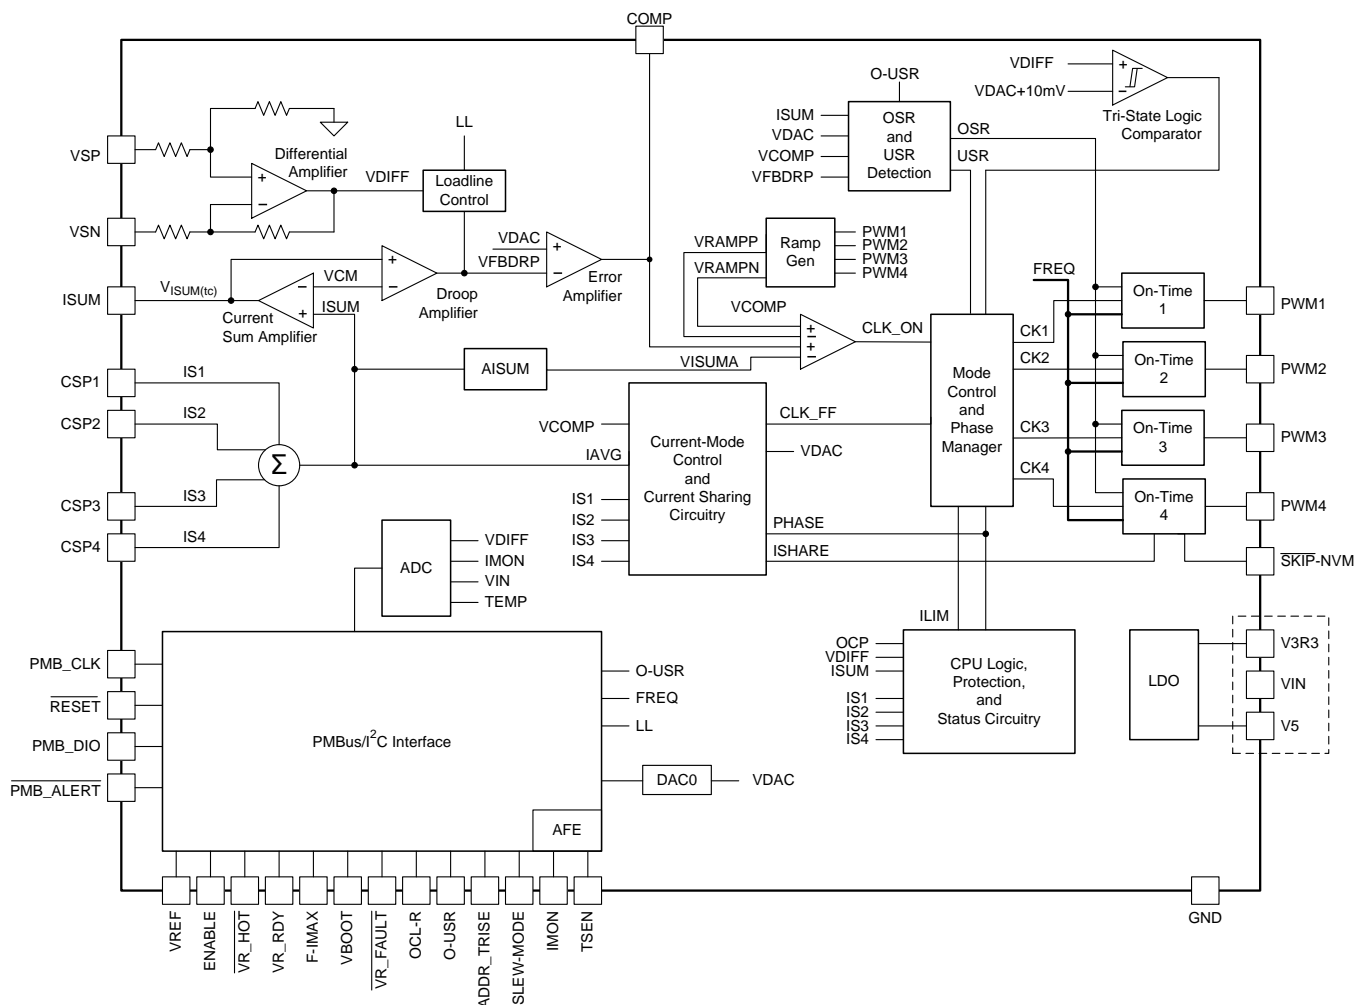 COMP
VSP
VSN
ISUM
CSP1
CSP2
CSP3
CSP4
PMB_CLK
RESET
PMB_DIO
PMB_ALERT
Differential
Amplifier
VDIFF
LL
Loadline
Control
VISUM(tc)
Current
Sum Amplifier
VCM
ISUM
Droop
Amplifier
VDAC
VFBDRP
Error
Amplifier
IS1
IS2
IS3
IS4
Σ
AISUM
VISUMA
IAVG
O-USR
ISUM
VDAC
VCOMP
VFBDRP
OSR
and
USR
Detection
OSR
USR
VDIFF
VDAC+10mV
Tri-State Logic
Comparator
VRAMPP
VRAMPN
Ramp
Gen
PWM1
PWM2
PWM3
PWM4
VCOMP
CLK_ON
FREQ
CK1
CK2
CK3
CK4
Mode
Control
and
Phase
Manager
On-Time
1
On-Time
2
On-Time
3
On-Time
4
PWM1
PWM2
PWM3
PWM4
SKIP-NVM
VCOMP
IS1
IS2
IS3
IS4
Current-Mode
Control
and
Current Sharing
Circuitry
CLK_FF
VDAC
PHASE
ISHARE
ADC
VDIFF
IMON
VIN
TEMP
ILIM
OCP
VDIFF
ISUM
IS1
IS2
IS3
IS4
CPU Logic,
Protection,
and
Status Circuitry
LDO
V3R3
VIN
V5
PMBus/I2C Interface
O-USR
FREQ
LL
DAC0
VDAC
AFE
VREF
ENABLE
VR_HOT
VR_RDY
F-IMAX
VBOOT
VR_FAULT
OCL-R
O-USR
ADDR_TRISE
SLEW-MODE
IMON
TSEN
GND